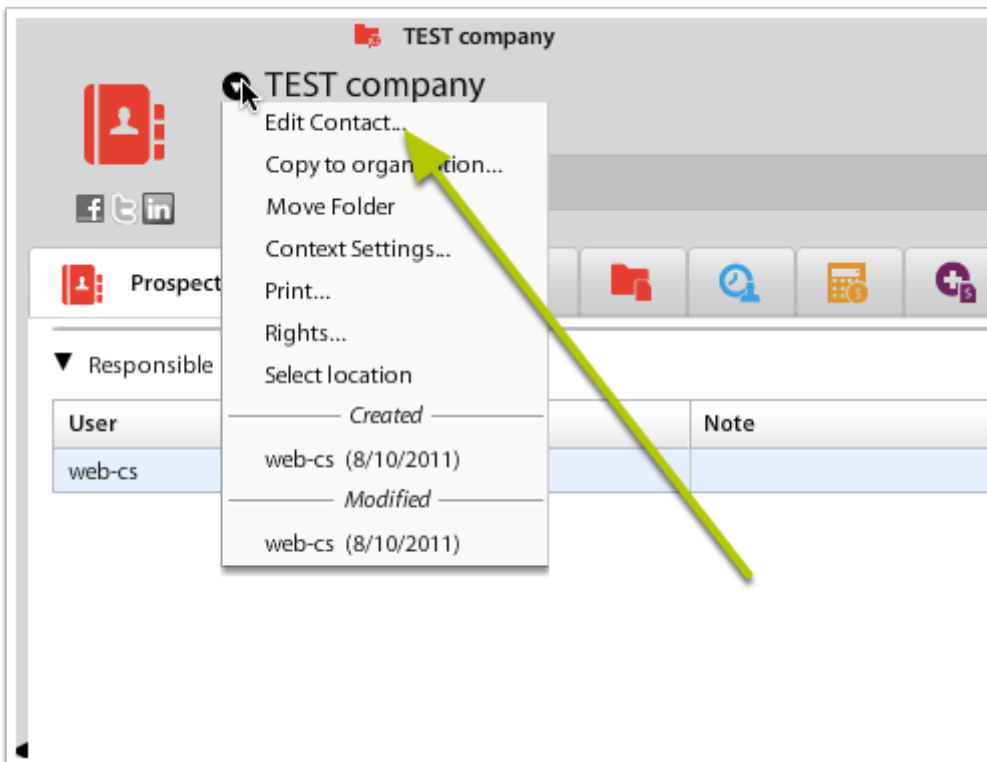 TEST company
TEST company
Edit Contact...
Copy to organ tion...
Move Folder
Context Settings...
Print...
Rights...
Select location
Created
web-cs (8/10/2011)
Modified
web-cs (8/10/2011)
f t in
Prospect
Responsible
User Note
web-cs